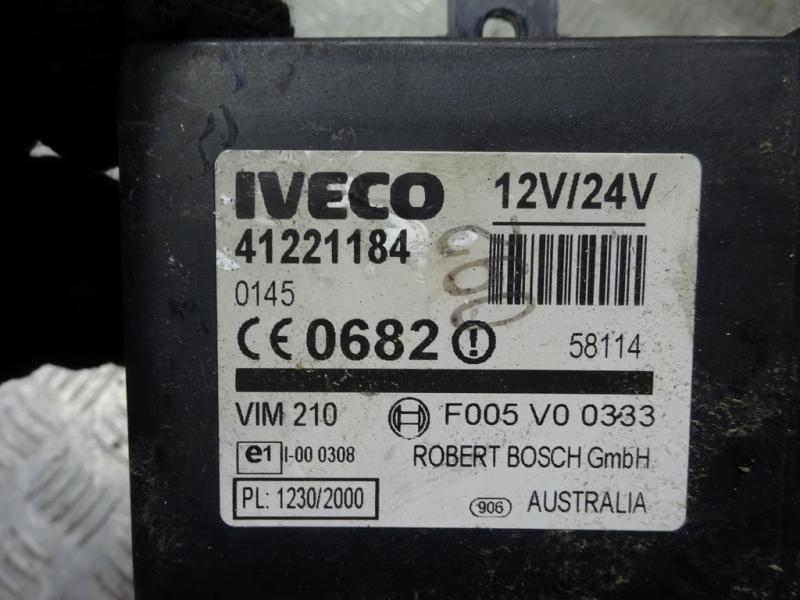 IVECO 12V/24V
41221184
0145
CE 0682 58114
VIM 210 F005 V0 0333
e1 I-00 0308 ROBERT BOSCH GmbH
PL: 1230/2000 906 AUSTRALIA